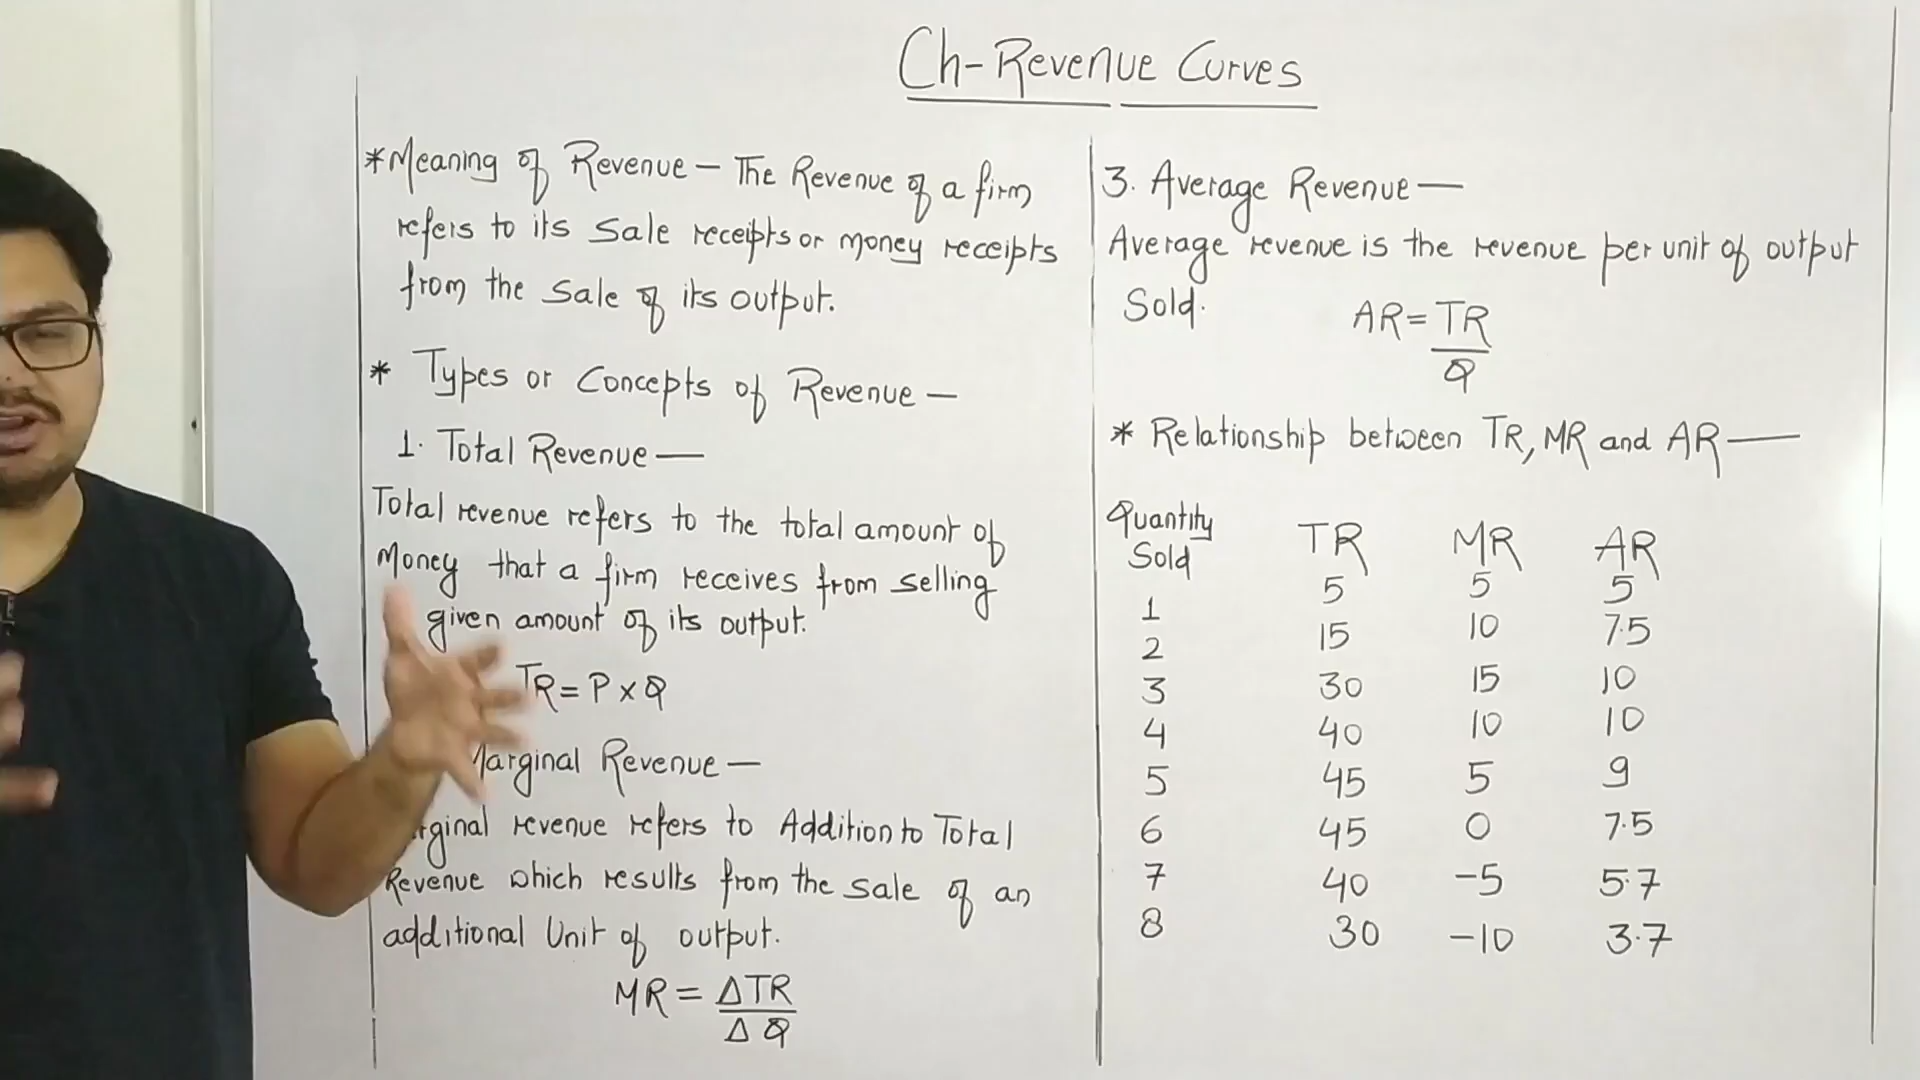 Ch-Revenue Curves
*Meaning of Revenue — The Revenue of a firm
refers to its sale receipts or money receipts
from the sale of its output.
* Types or Concepts of Revenue —
1. Total Revenue —
Total revenue refers to the total amount of
money that a firm receives from selling
given amount of its output.
TR = P x Q
Marginal Revenue —
revenue refers to Addition to Total
Revenue which results from the sale of an
additional Unit of output.
MR = ΔTR
ΔQ
3. Average Revenue —
Average revenue is the revenue per unit of output
Sold.
AR = TR
Q
* Relationship between TR, MR and AR —
Quantity Sold TR MR AR
1 5 5 5
2 15 10 7.5
3 30 15 10
4 40 10 10
5 45 5 9
6 45 0 7.5
7 40 -5 5.7
8 30 -10 3.7